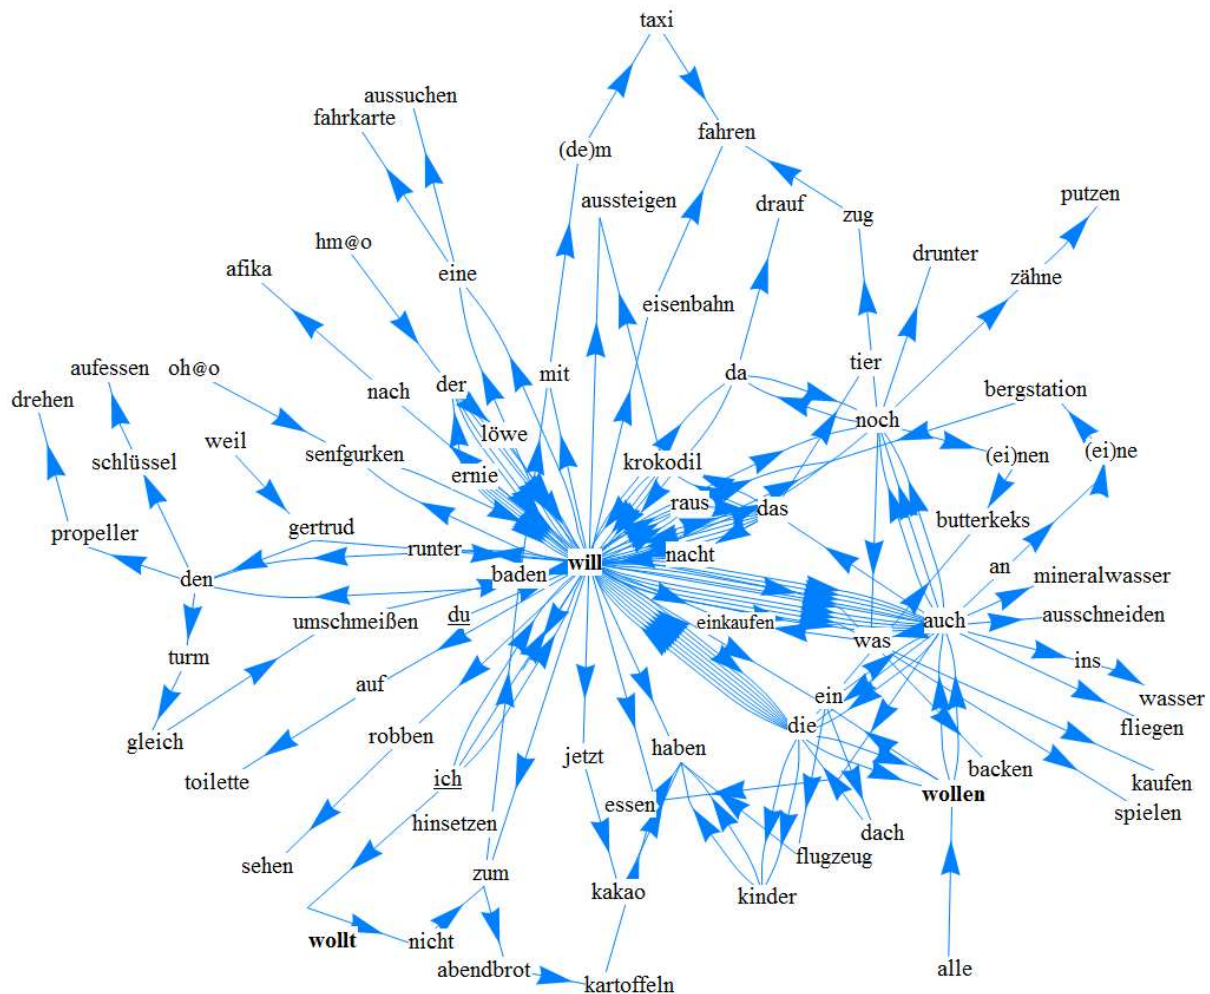 taxi
aussuchen
fahrkarte
fahren
(de)m
aussteigen
drauf
zug
putzen
hm@o
drunter
afika
eine
zähne
eisenbahn
aufessen
oh@o
tier
drehen
nach
der
mit
da
bergstation
weil
löwe
noch
schlüssel
senfgurken
ernie
krokodil
(ei)nen
(ei)ne
raus
das
propeller
gertrud
butterkeks
runter
will
nacht
den
baden
an
mineralwasser
umschmeißen
du
einkaufen
auch
ausschneiden
was
turm
ins
auf
ein
wasser
gleich
robben
die
fliegen
toilette
ich
jetzt
haben
backen
kaufen
wollen
essen
spielen
hinsetzen
dach
sehen
flugzeug
zum
kakao
kinder
wollt
nicht
abendbrot
kartoffeln
alle